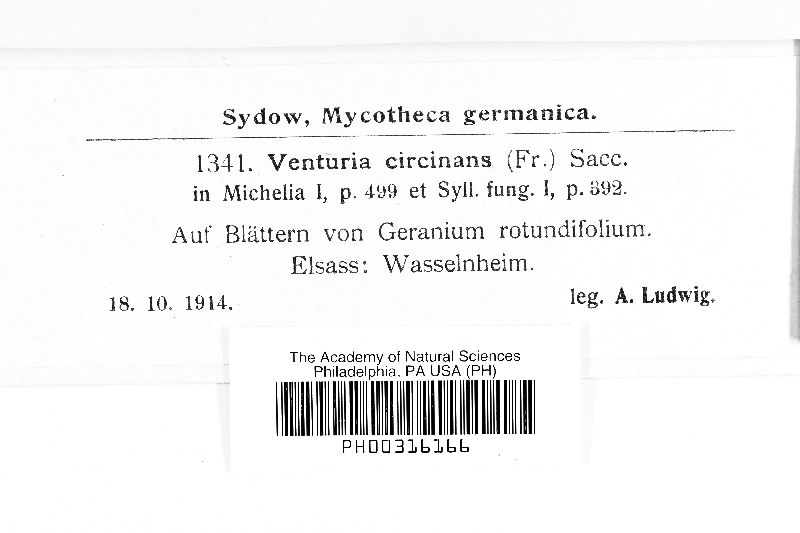 Sydow, Mycotheca germanica.
1341. Venturia circinans (Fr.) Sacc.
in Michelia I, p. 499 et Syll. fung. I, p. 892.
Auf Blättern von Geranium rotundifolium.
Elsass: Wasselnheim.
18. 10. 1914. leg. A. Ludwig.
The Academy of Natural Sciences
Philadelphia, PA USA (PH)
PH00316166